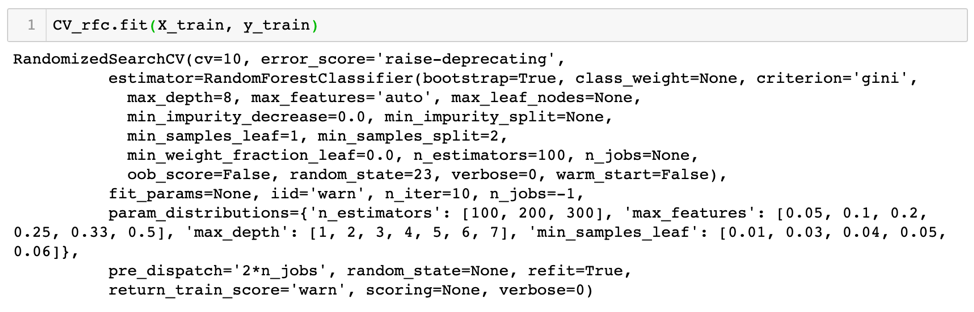 1 CV_rfc.fit(X_train, y_train)
RandomizedSearchCV(cv=10, error_score='raise-deprecating',
estimator=RandomForestClassifier(bootstrap=True, class_weight=None, criterion='gini',
max_depth=8, max_features='auto', max_leaf_nodes=None,
min_impurity_decrease=0.0, min_impurity_split=None,
min_samples_leaf=1, min_samples_split=2,
min_weight_fraction_leaf=0.0, n_estimators=100, n_jobs=None,
oob_score=False, random_state=23, verbose=0, warm_start=False),
fit_params=None, iid='warn', n_iter=10, n_jobs=-1,
param_distributions={'n_estimators': [100, 200, 300], 'max_features': [0.05, 0.1, 0.2,
0.25, 0.33, 0.5], 'max_depth': [1, 2, 3, 4, 5, 6, 7], 'min_samples_leaf': [0.01, 0.03, 0.04, 0.05,
0.06]},
pre_dispatch='2*n_jobs', random_state=None, refit=True,
return_train_score='warn', scoring=None, verbose=0)